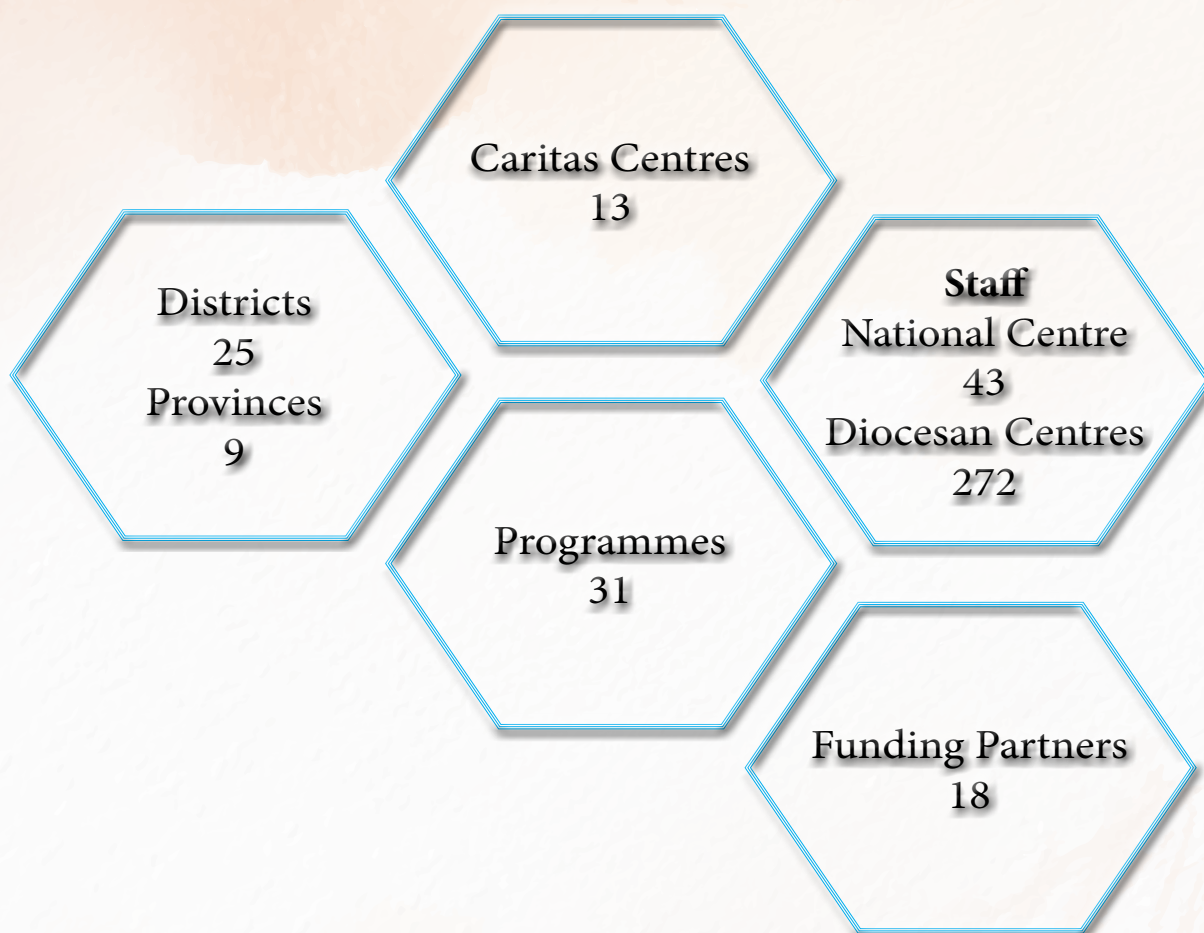 Caritas Centres
13
Districts
25
Provinces
9
Staff
National Centre
43
Diocesan Centres
272
Programmes
31
Funding Partners
18